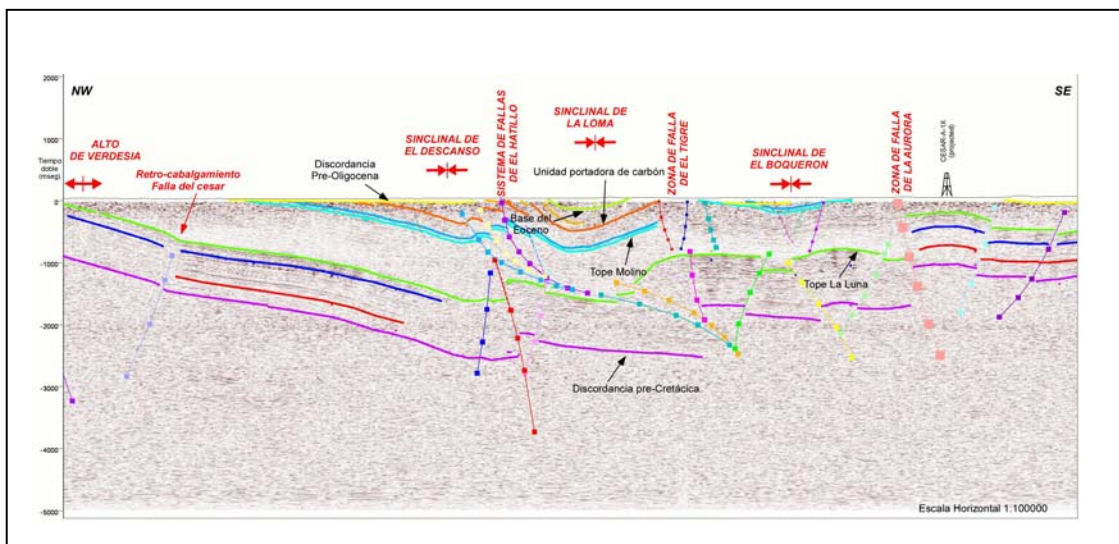 2000
NW
SE
1000
Tiempo
doble
(mseg)
0
-1000
-2000
-3000
-4000
-5000
ALTO
DE VERDESIA
Retro-cabalgamiento
Falla del cesar
Discordancia
Pre-Oligocena
SINCLINAL DE
EL DESCANSO
SISTEMA DE FALLAS
DE EL HATILLO
SINCLINAL DE
LA LOMA
Unidad portadora de carbón
Base del
Eoceno
Tope Molino
ZONA DE FALLA
DE EL TIGRE
SINCLINAL DE
EL BOQUERON
Tope La Luna
ZONA DE FALLA
DE LA AURORA
CESAR-A-1X
(projected)
Discordancia pre-Cretácica
Escala Horizontal 1:100000